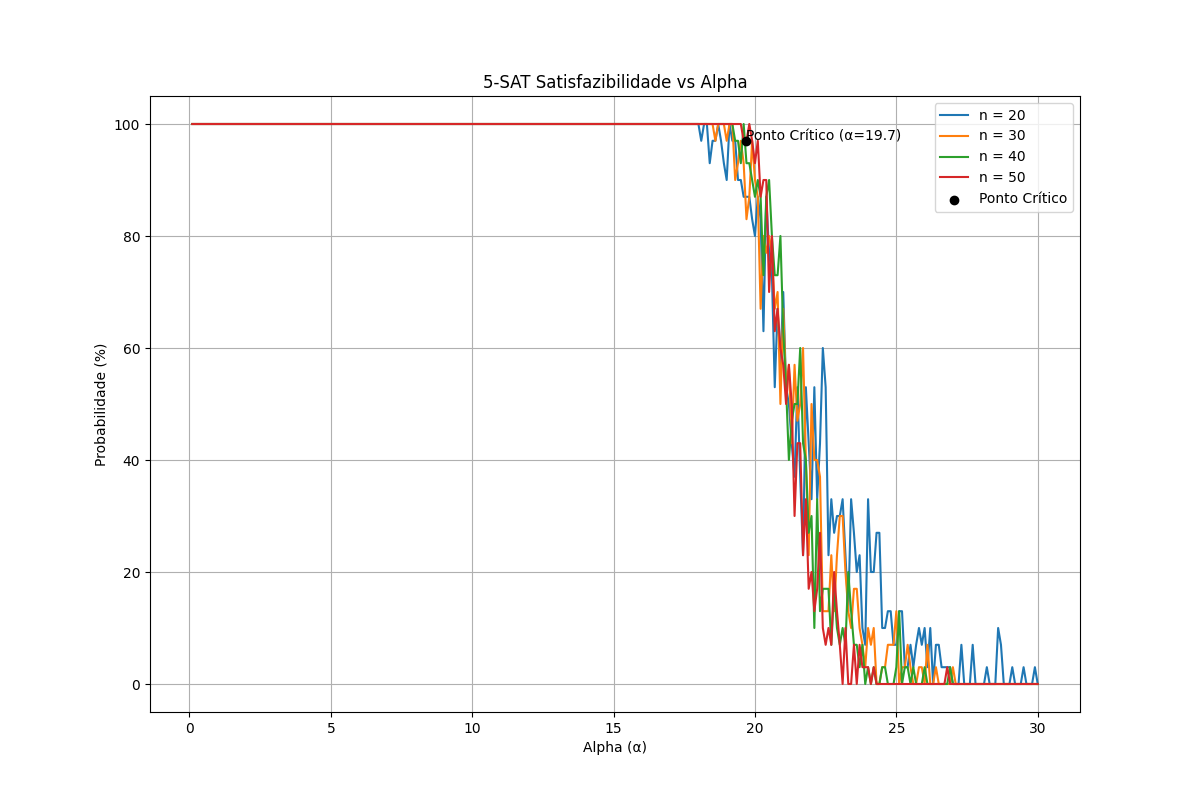 5-SAT Satisfazibilidade vs Alpha
100
80
60
40
20
0
Probabilidade (%)
Ponto Crítico (α=19.7)
n = 20
n = 30
n = 40
n = 50
Ponto Crítico
0
5
10
15
20
25
30
Alpha (α)